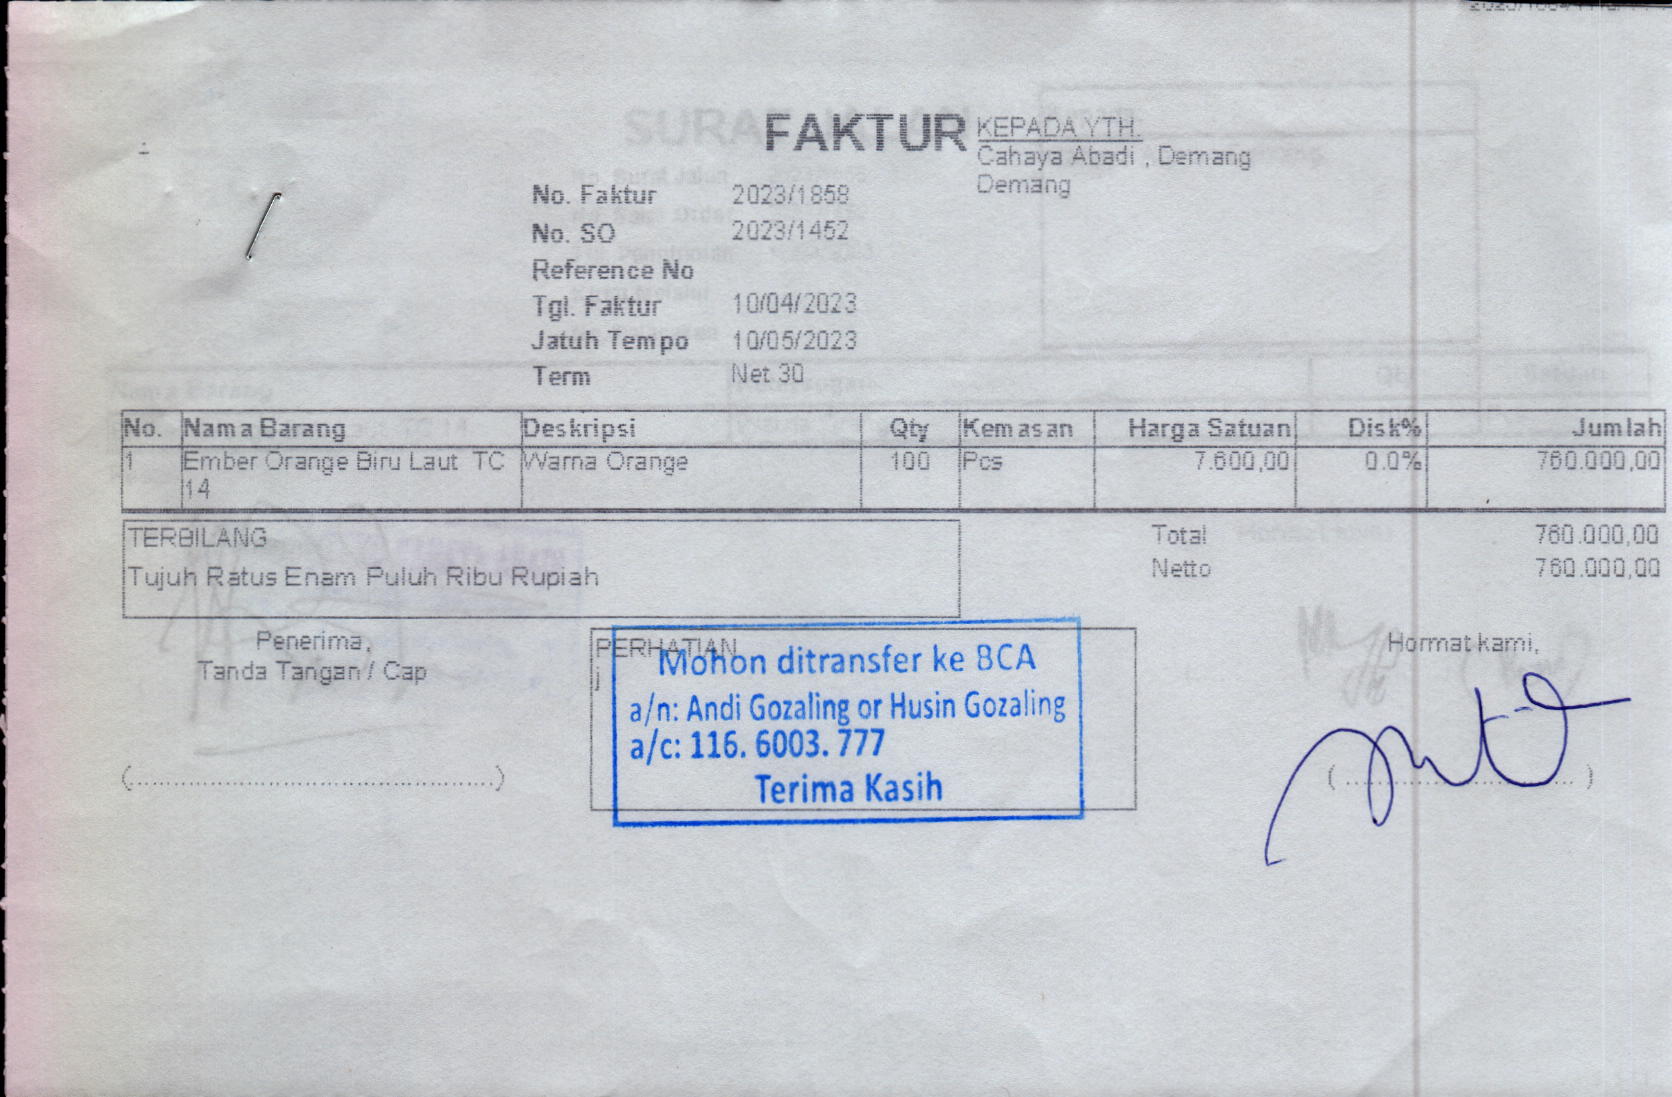 FAKTUR
KEPADA YTH.
Cahaya Abadi , Demang
Demang
No. Faktur 2023/1858
No. SO 2023/1452
Reference No
Tgl. Faktur 10/04/2023
Jatuh Tempo 10/05/2023
Term Net 30
No. Nama Barang Deskripsi Qty Kemasan Harga Satuan Disk% Jumlah
1 Ember Orange Biru Laut TC Warna Orange 100 Pcs 7.600,00 0.0% 760.000,00
14
TERBILANG
Tujuh Ratus Enam Puluh Ribu Rupiah
Total 760.000,00
Netto 760.000,00
Penerima,
Tanda Tangan / Cap
PERHATIAN
j
Mohon ditransfer ke BCA
a/n: Andi Gozaling or Husin Gozaling
a/c: 116. 6003. 777
Terima Kasih
Hormat kami,